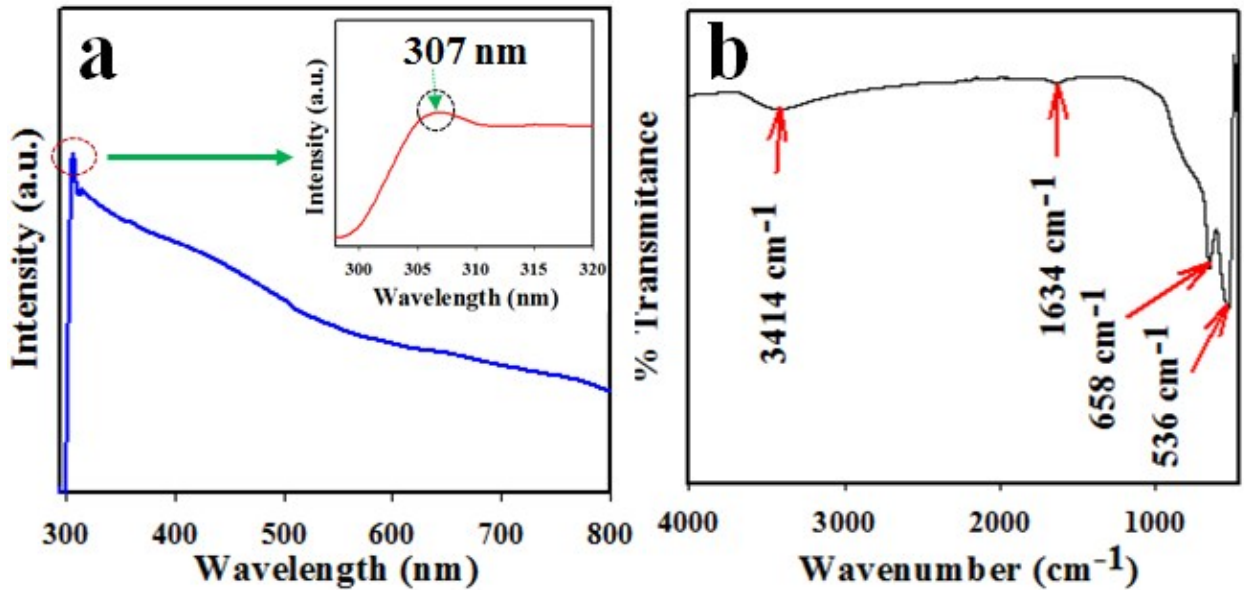 a
Intensity (a.u.)
300 400 500 600 700 800
Wavelength (nm)
307 nm
Intensity (a.u.)
300 305 310 315 320
Wavelength (nm)
b
% Transmitance
3414 cm⁻¹
1634 cm⁻¹
658 cm⁻¹
536 cm⁻¹
4000 3000 2000 1000
Wavenumber (cm⁻¹)